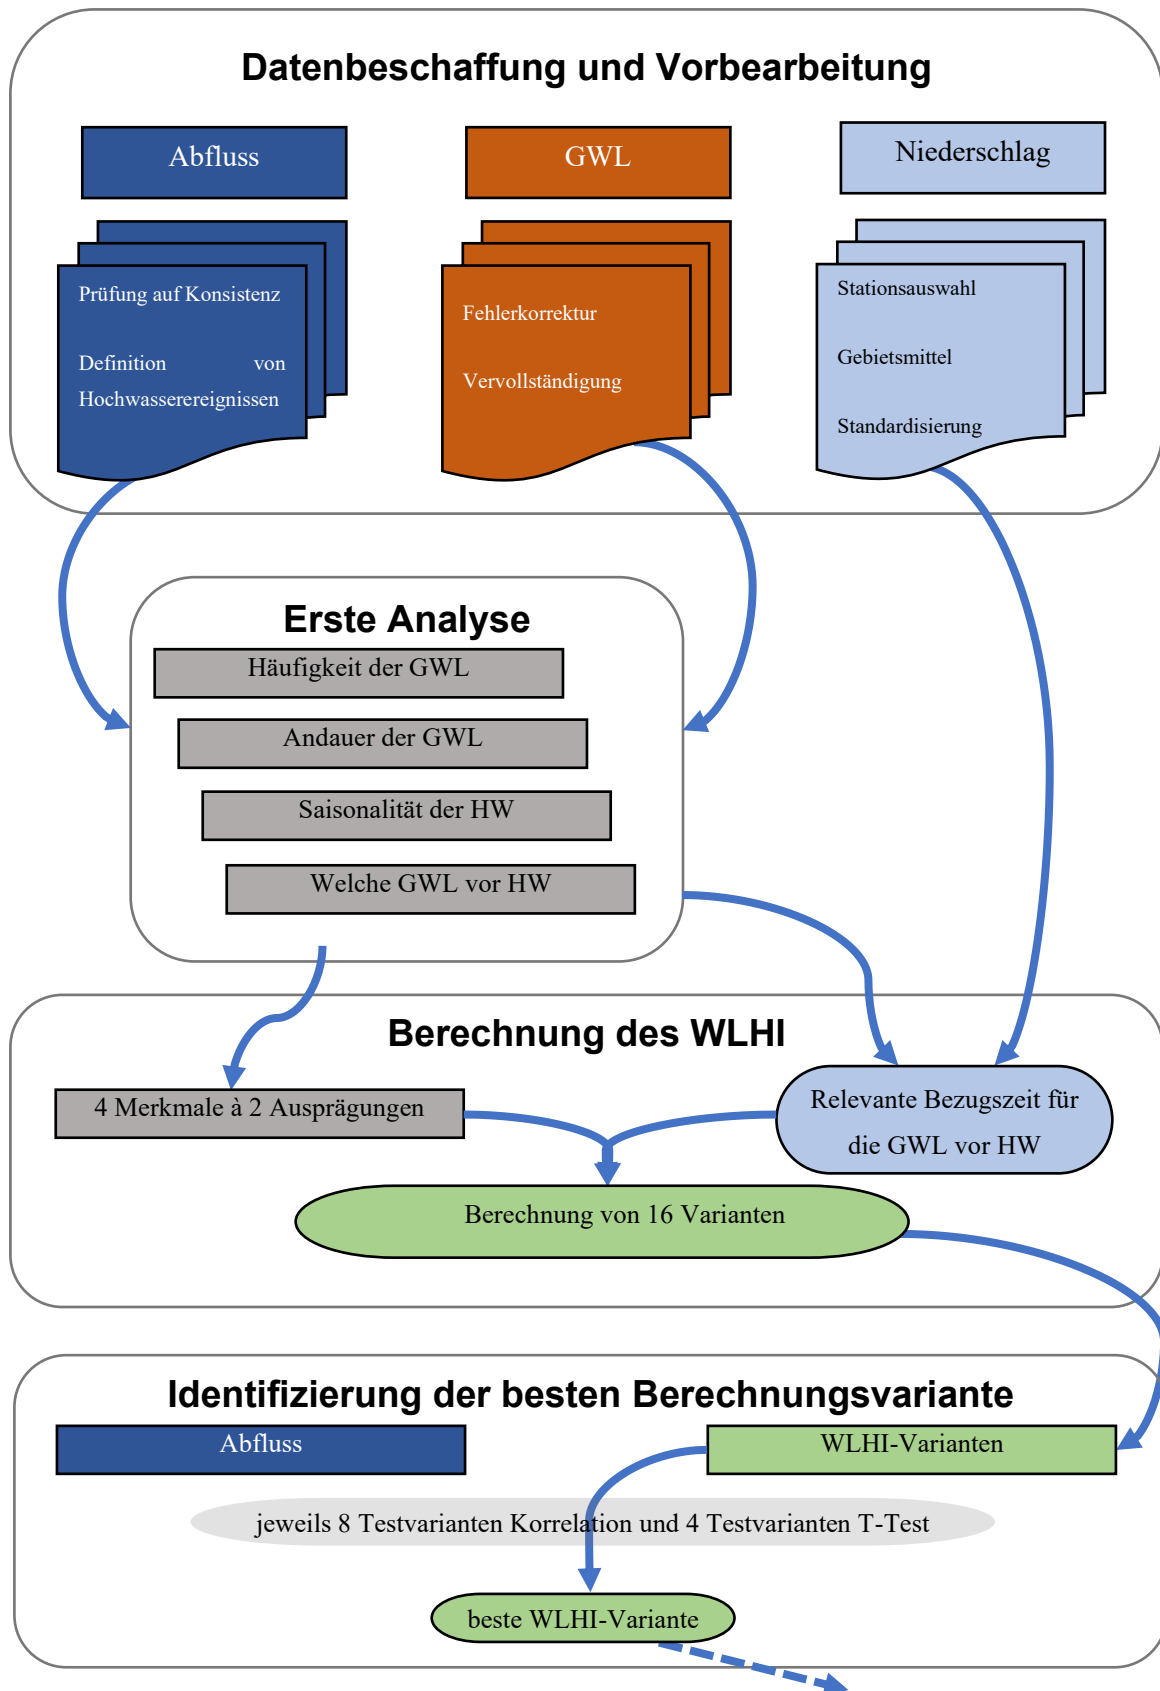 Datenbeschaffung und Vorbearbeitung
Abfluss
GWL
Niederschlag
Prüfung auf Konsistenz
Definition von
Hochwasserereignissen
Fehlerkorrektur
Vervollständigung
Stationsauswahl
Gebietsmittel
Standardisierung
Erste Analyse
Häufigkeit der GWL
Andauer der GWL
Saisonalität der HW
Welche GWL vor HW
Berechnung des WLHI
4 Merkmale à 2 Ausprägungen
Relevante Bezugszeit für
die GWL vor HW
Berechnung von 16 Varianten
Identifizierung der besten Berechnungsvariante
Abfluss
WLHI-Varianten
jeweils 8 Testvarianten Korrelation und 4 Testvarianten T-Test
beste WLHI-Variante